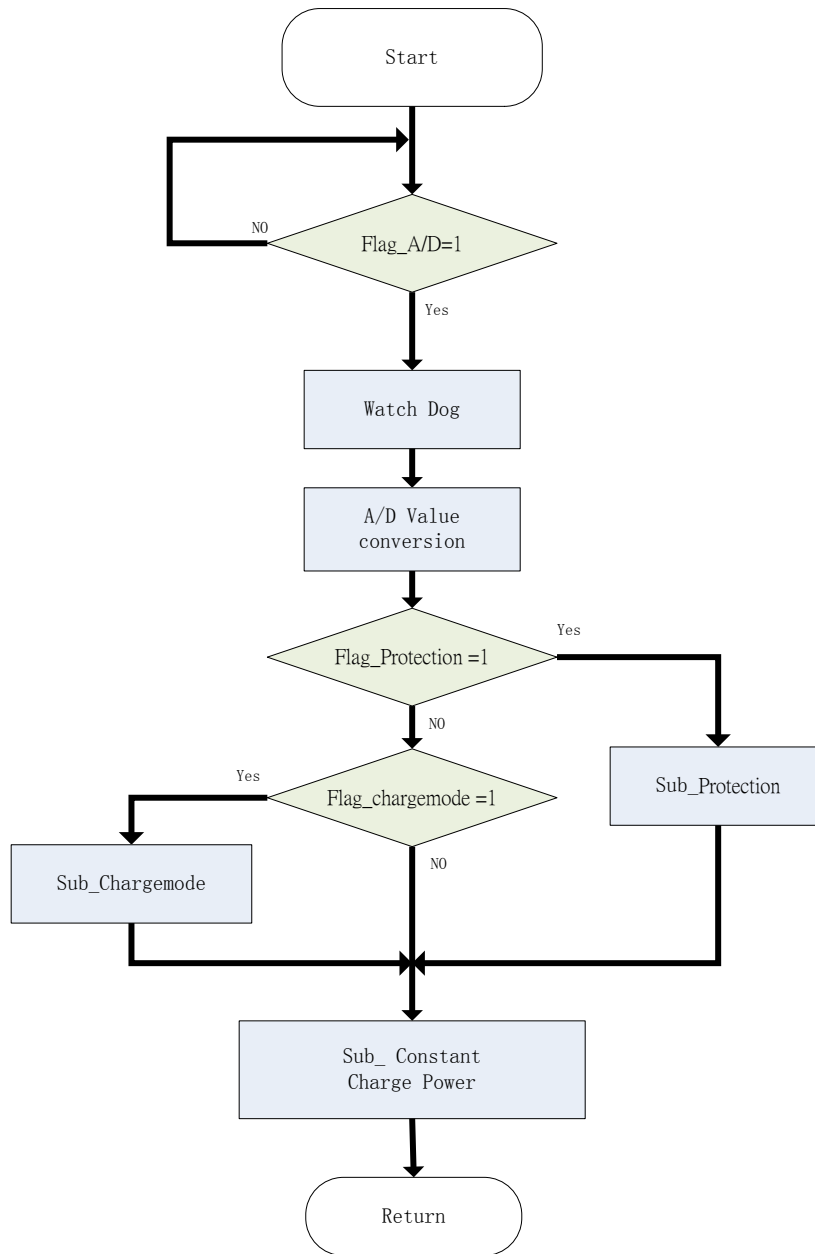 Start
NO
Flag_A/D=1
Yes
Watch Dog
A/D Value
conversion
Yes
Flag_Protection =1
NO
Yes
Flag_chargemode =1
Sub_Protection
NO
Sub_Chargemode
Sub_ Constant
Charge Power
Return